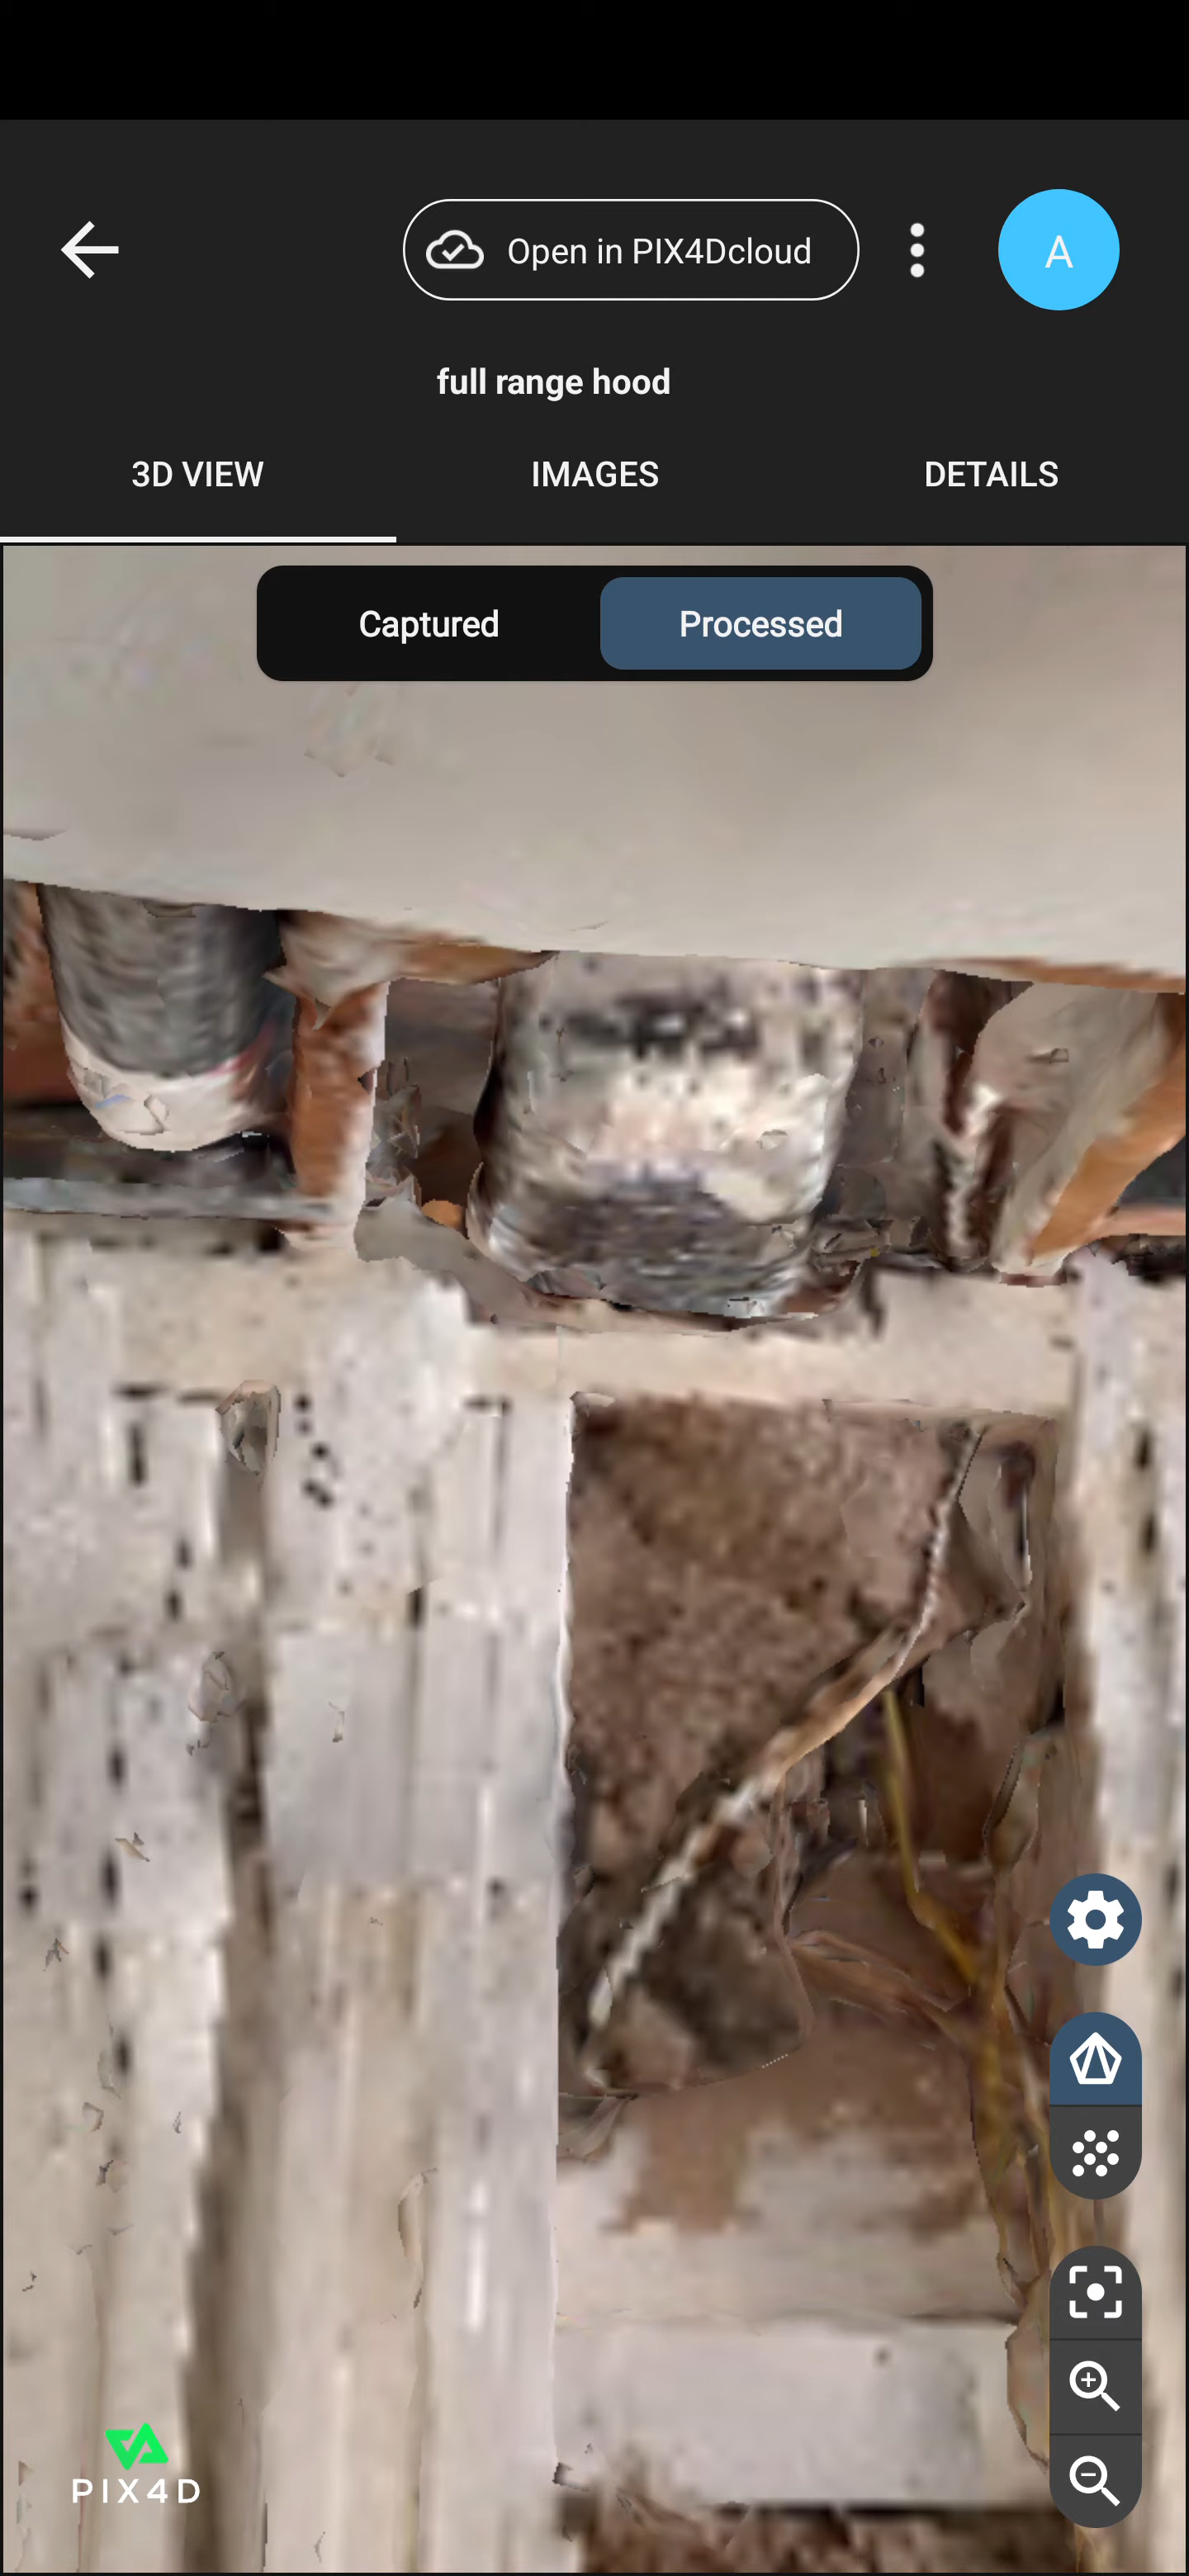 Open in PIX4Dcloud
A
full range hood
3D VIEW
IMAGES
DETAILS
Captured
Processed
PIX4D